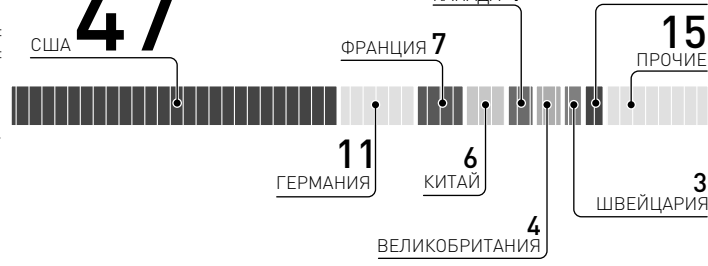 США 47
ФРАНЦИЯ 7
15
ПРОЧИЕ
11
ГЕРМАНИЯ
6
КИТАЙ
3
ШВЕЙЦАРИЯ
4
ВЕЛИКОБРИТАНИЯ